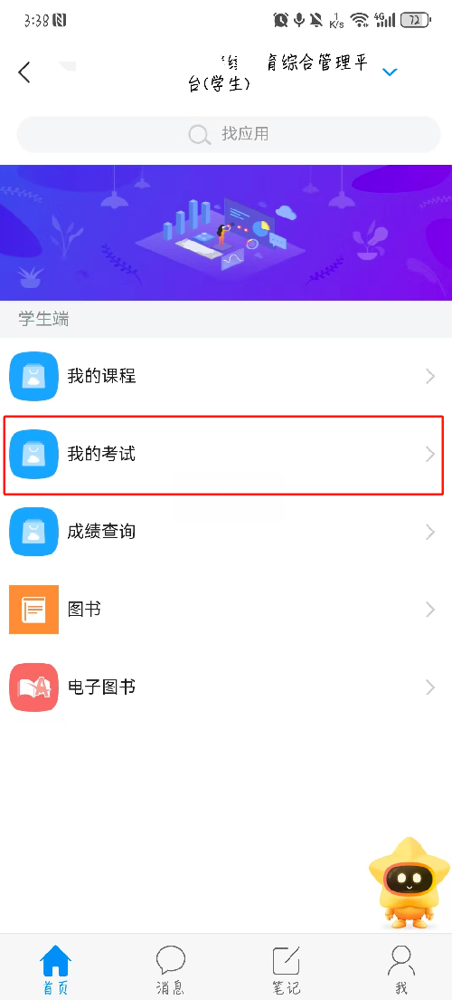 3:38
1
K/s
4G
72
育综合管理平
台(学生)
找应用
学生端
我的课程
我的考试
成绩查询
图书
电子图书
首页
消息
笔记
我